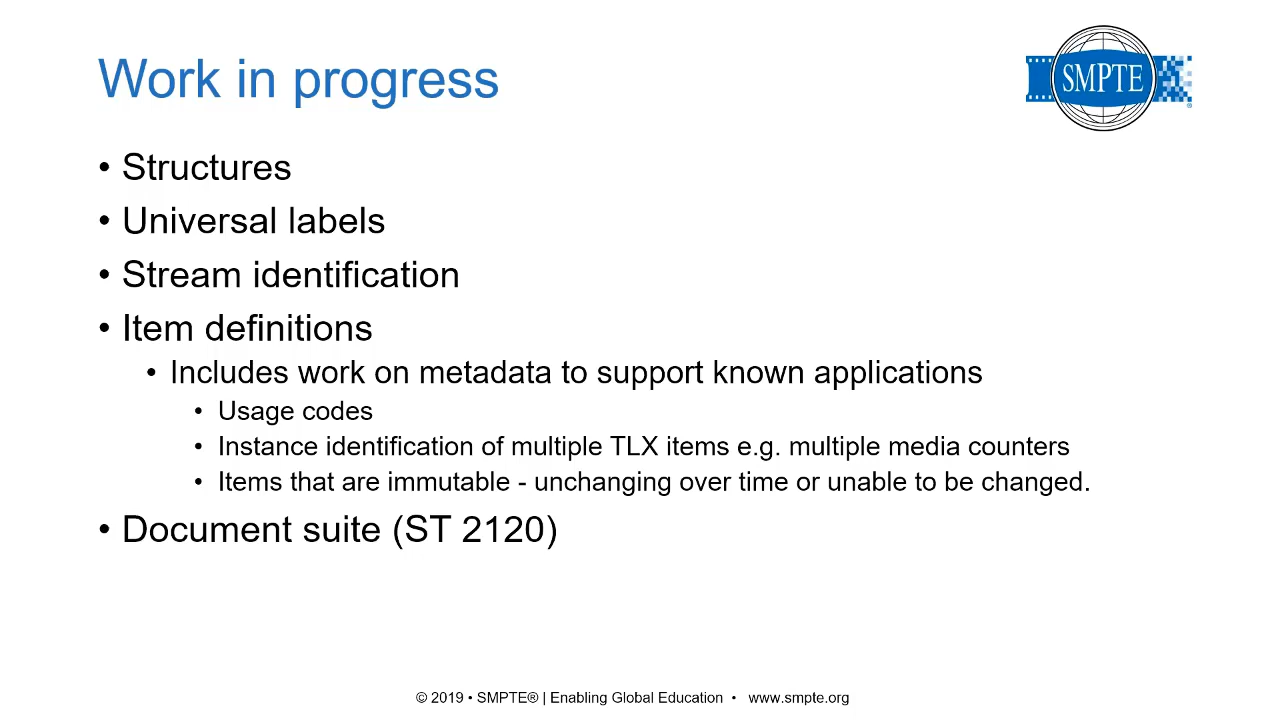 Work in progress
SMPTE
• Structures
• Universal labels
• Stream identification
• Item definitions
• Includes work on metadata to support known applications
• Usage codes
• Instance identification of multiple TLX items e.g. multiple media counters
• Items that are immutable - unchanging over time or unable to be changed.
• Document suite (ST 2120)
© 2019 • SMPTE® | Enabling Global Education • www.smpte.org